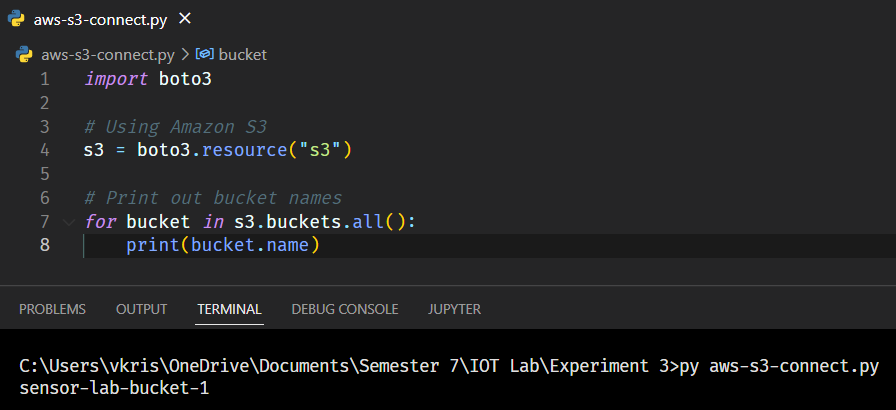 aws-s3-connect.py
aws-s3-connect.py > bucket
1 import boto3
2
3 # Using Amazon S3
4 s3 = boto3.resource("s3")
5
6 # Print out bucket names
7 for bucket in s3.buckets.all():
8     print(bucket.name)
PROBLEMS OUTPUT TERMINAL DEBUG CONSOLE JUPYTER
C:\Users\vkris\OneDrive\Documents\Semester 7\IOT Lab\Experiment 3>py aws-s3-connect.py
sensor-lab-bucket-1